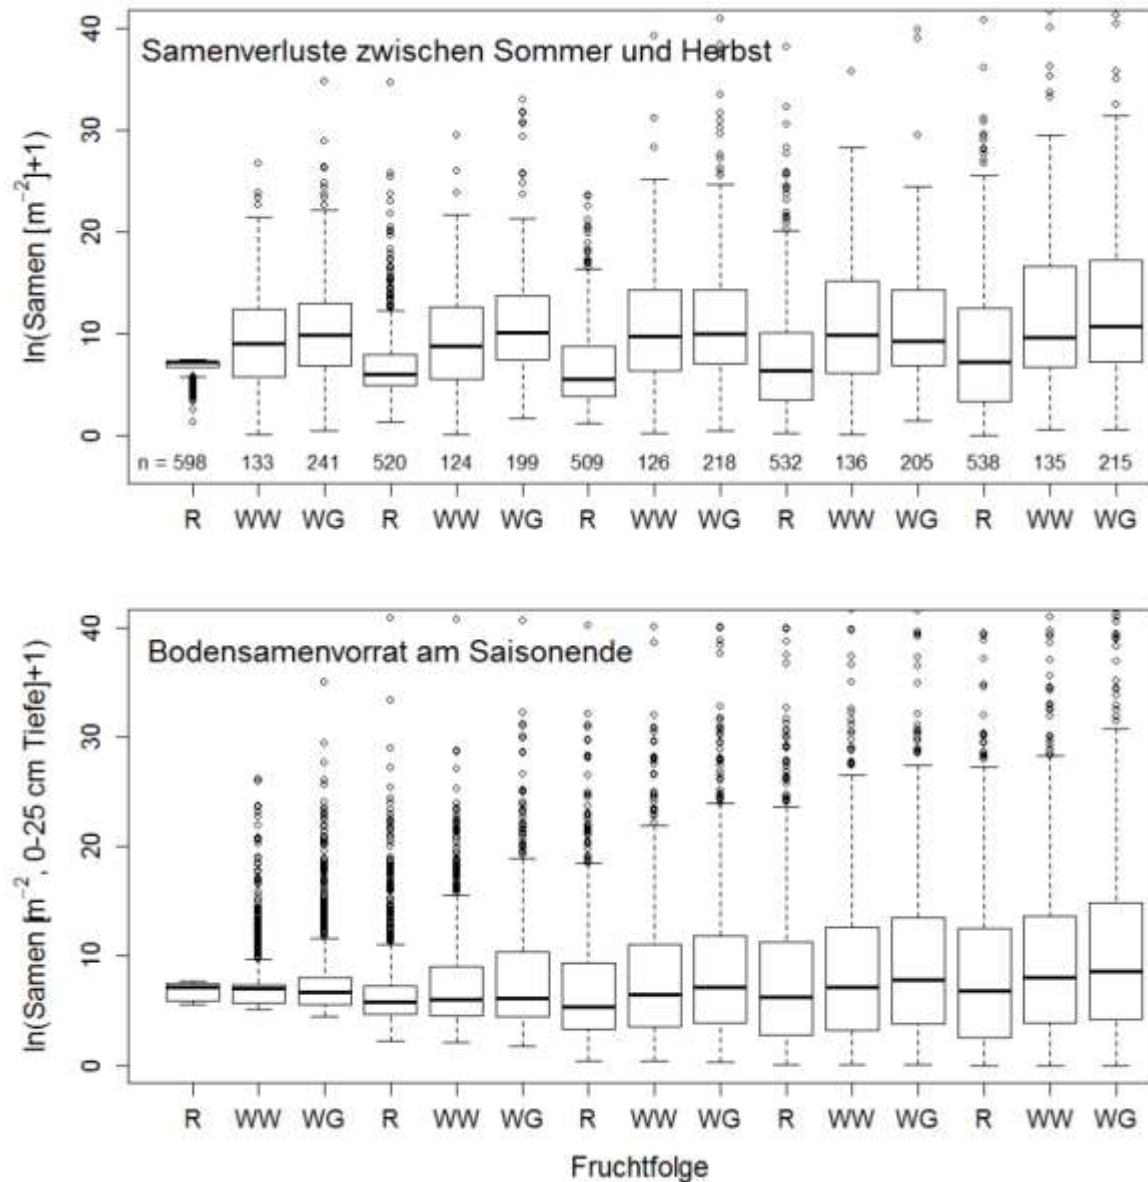 Samenverluste zwischen Sommer und Herbst
ln(Samen [m⁻²]+1)
40
30
20
10
0
n = 598 133 241 520 124 199 509 126 218 532 136 205 538 135 215
R WW WG R WW WG R WW WG R WW WG R WW WG
Bodensamenvorrat am Saisonende
ln(Samen [m⁻², 0-25 cm Tiefe]+1)
40
30
20
10
0
R WW WG R WW WG R WW WG R WW WG R WW WG
Fruchtfolge